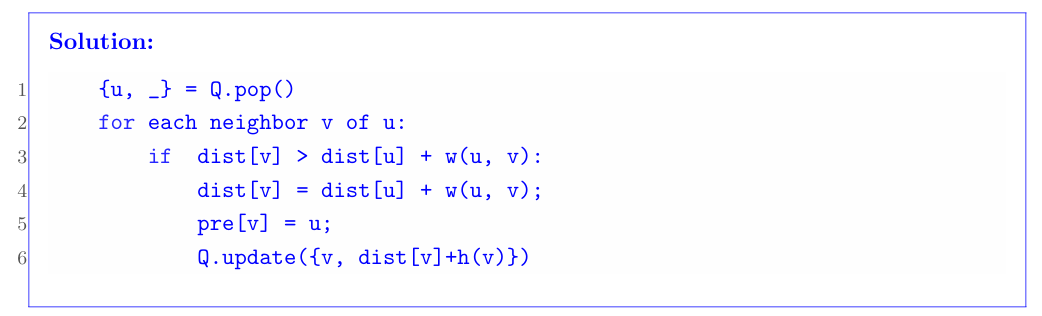 Solution:
1 {u, _} = Q.pop()
2 for each neighbor v of u:
3 if dist[v] > dist[u] + w(u, v):
4 dist[v] = dist[u] + w(u, v);
5 pre[v] = u;
6 Q.update({v, dist[v]+h(v)})